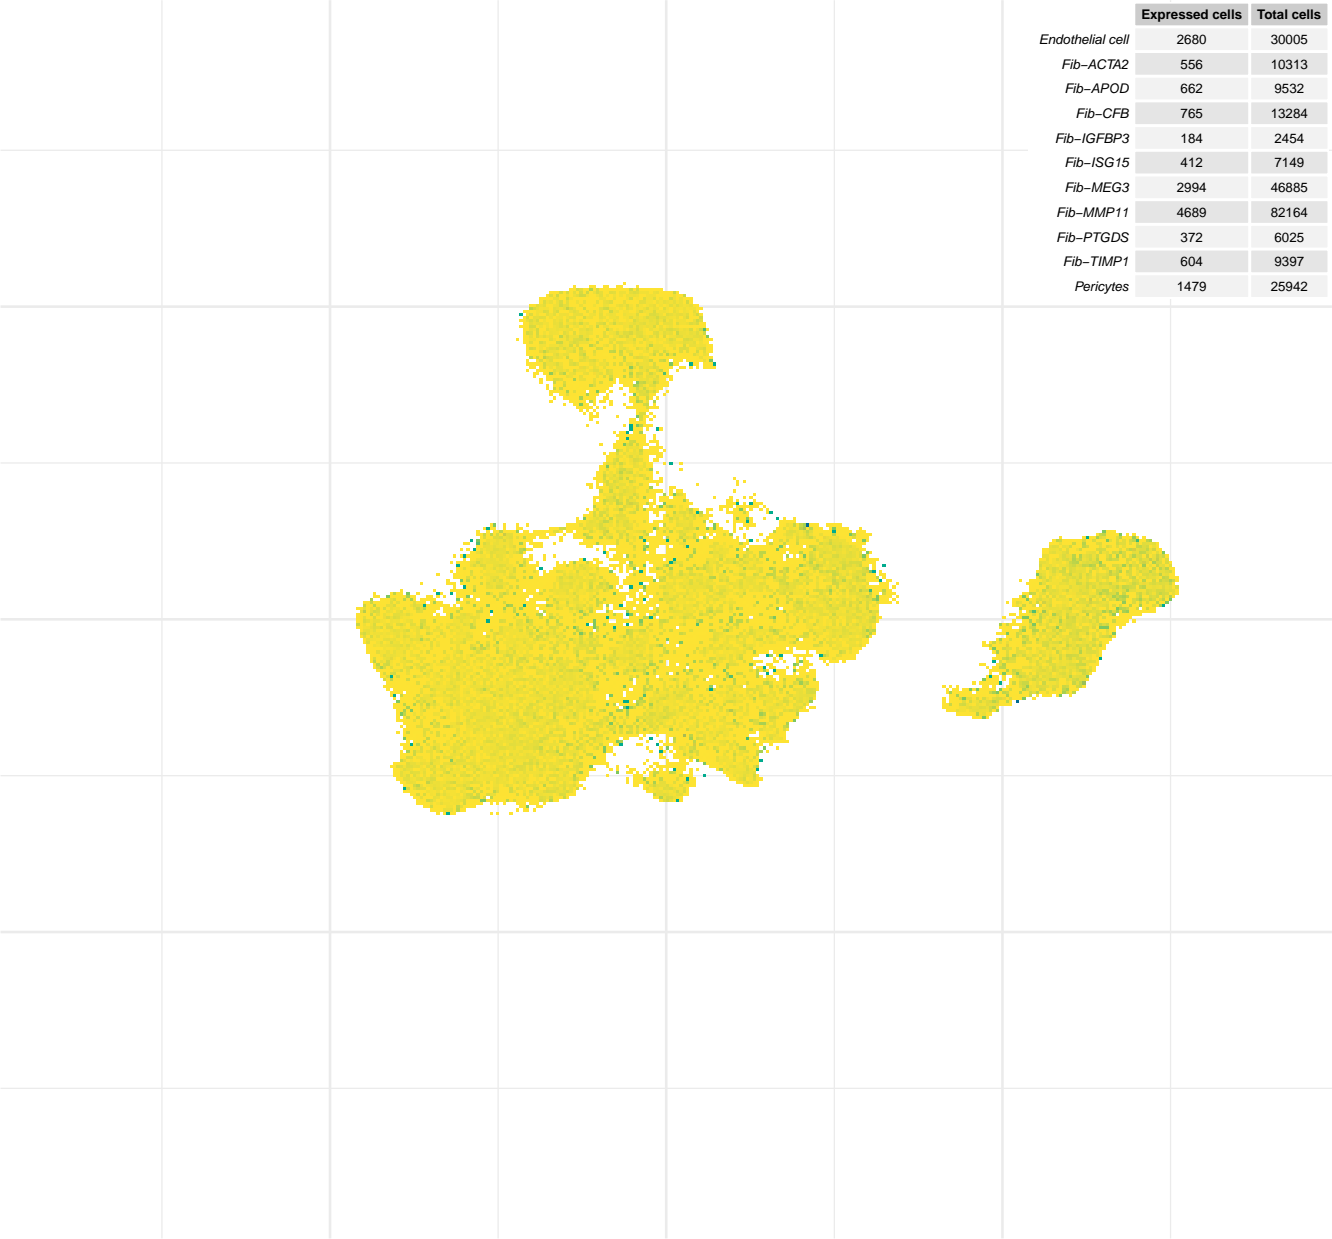 Expressed cells Total cells
Endothelial cell 2680 30005
Fib−ACTA2 556 10313
Fib−APOD 662 9532
Fib−CFB 765 13284
Fib−IGFBP3 184 2454
Fib−ISG15 412 7149
Fib−MEG3 2994 46885
Fib−MMP11 4689 82164
Fib−PTGDS 372 6025
Fib−TIMP1 604 9397
Pericytes 1479 25942